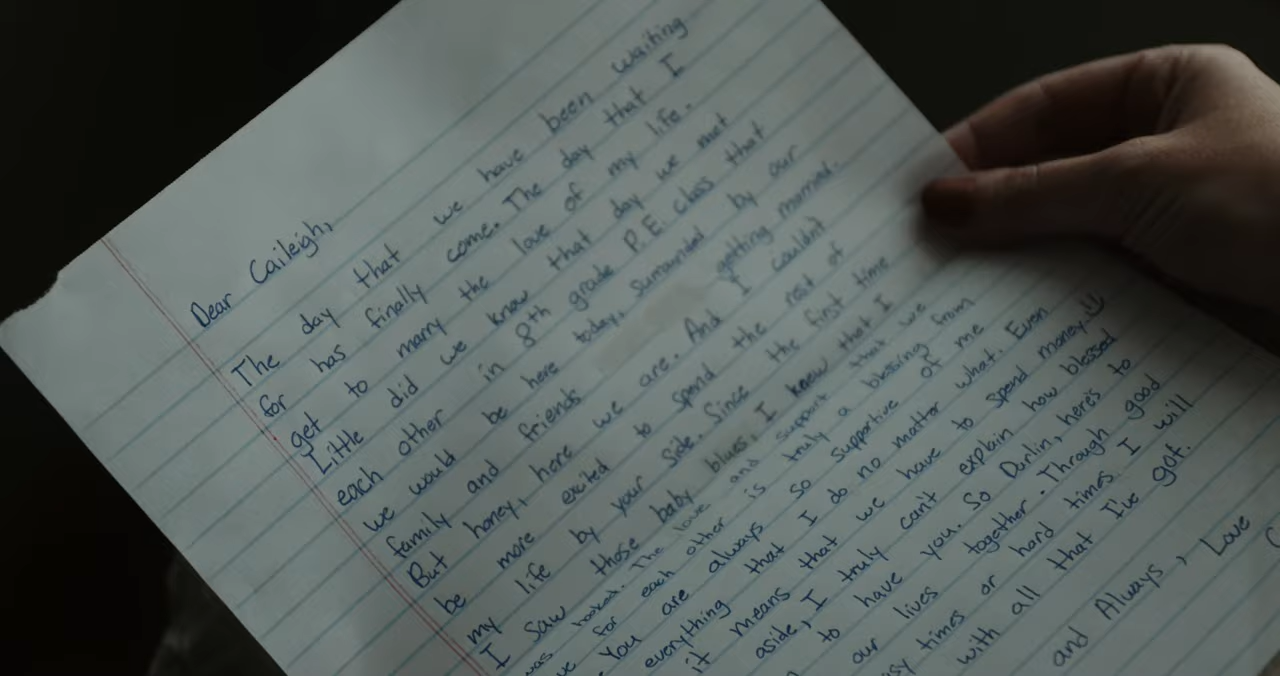 Dear Caileigh,
The day that we have been waiting
for has finally come. The day that I
get to marry the love of my life.
Little did we know that day we met
each other in 8th grade P.E. class that
we would be here today, surrounded by our
family and friends getting married.
But honey, here we are. And I couldn't
be more excited to spend the rest of
my life by your side. Since the first time
I saw those baby blues, I knew that I
was hooked. The love and support that we
for each other is truly a blessing from
You are always so supportive of me
everything that I do no matter what. Even
it means that we have to spend money.
aside, I truly can't explain how blessed
to have you. So Darlin, here's to
our lives together. Through good
times or hard times I will
with all that I've got.
and Always, Love